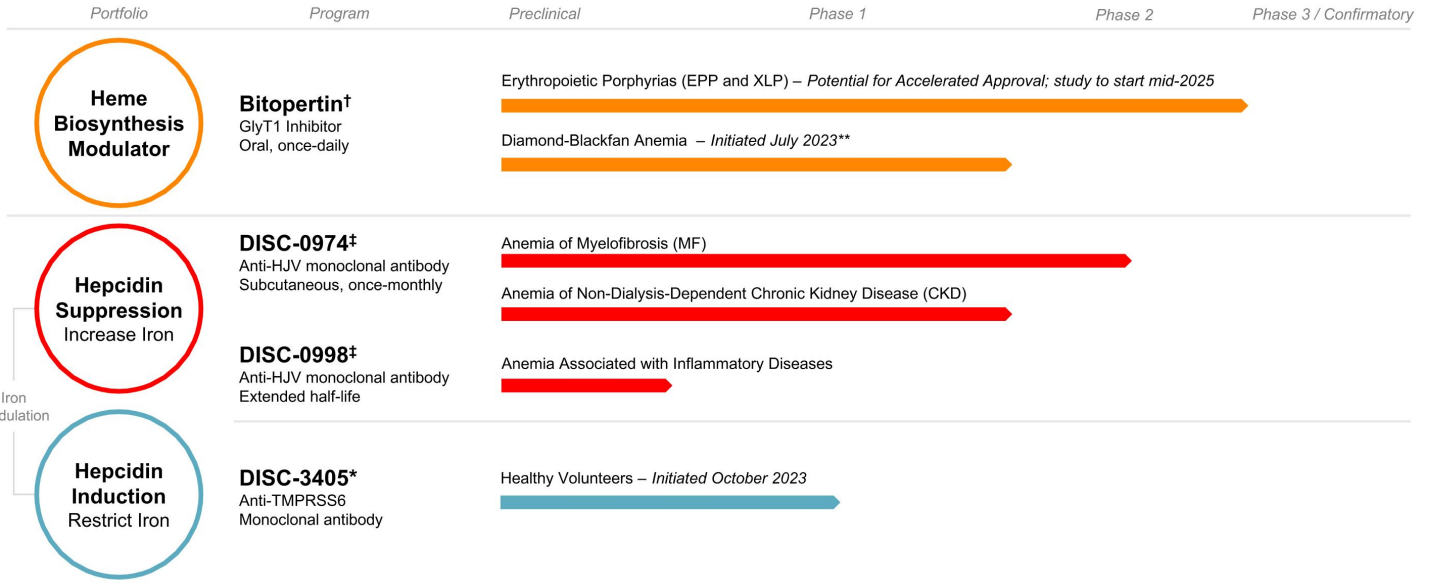 Portfolio Program Preclinical Phase 1 Phase 2 Phase 3 / Confirmatory
Heme
Biosynthesis
Modulator
Bitopertin†
GlyT1 Inhibitor
Oral, once-daily
Erythropoietic Porphyrias (EPP and XLP) – Potential for Accelerated Approval; study to start mid-2025
Diamond-Blackfan Anemia – Initiated July 2023**
Hepcidin
Suppression
Increase Iron
DISC-0974‡
Anti-HJV monoclonal antibody
Subcutaneous, once-monthly
Anemia of Myelofibrosis (MF)
Anemia of Non-Dialysis-Dependent Chronic Kidney Disease (CKD)
DISC-0998‡
Anti-HJV monoclonal antibody
Extended half-life
Anemia Associated with Inflammatory Diseases
Iron
dulation
Hepcidin
Induction
Restrict Iron
DISC-3405*
Anti-TMPRSS6
Monoclonal antibody
Healthy Volunteers – Initiated October 2023